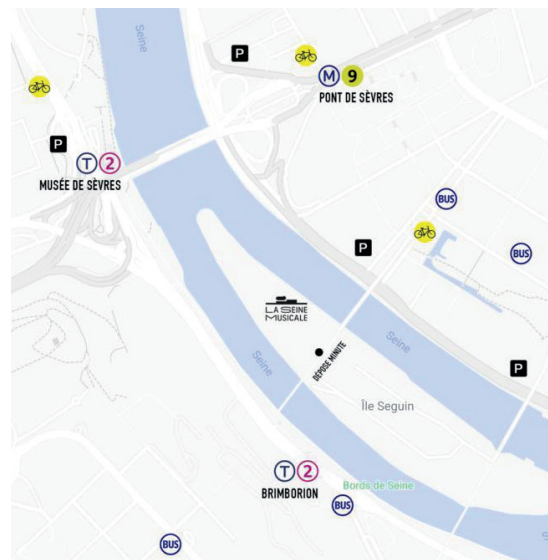 Seine
P
M 9
PONT DE SÈVRES
P
T 2
MUSÉE DE SÈVRES
BUS
P
BUS
LA SEINE
MUSICALE
DÉPOSE MINUTE
Seine
Seine
P
Île Seguin
T 2
BRIMBORION
Bords de Seine
BUS
BUS